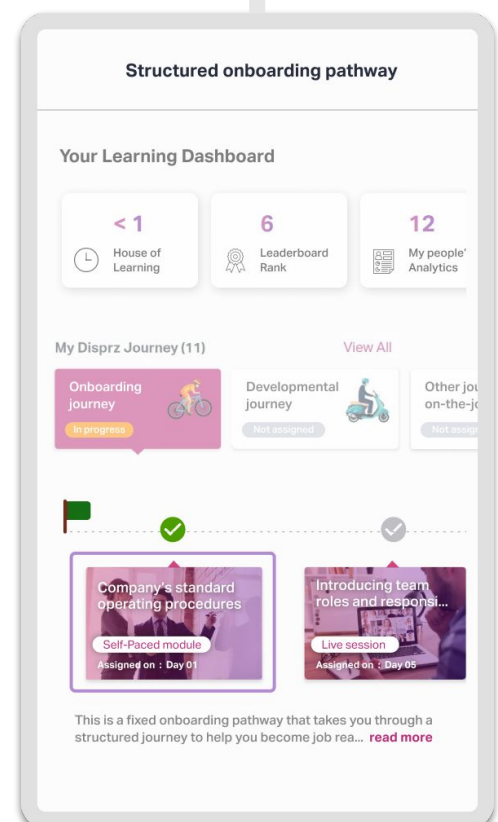 Structured onboarding pathway
Your Learning Dashboard
< 1
House of
Learning
6
Leaderboard
Rank
12
My people'
Analytics
My Disprz Journey (11)
View All
Onboarding
journey
In progress
Developmental
journey
Not assigned
Other jou
on-the-jo
Not assign
Company's standard
operating procedures
Self-Paced module
Assigned on : Day 01
Introducing team
roles and responsi...
Live session
Assigned on : Day 05
This is a fixed onboarding pathway that takes you through a
structured journey to help you become job rea... read more